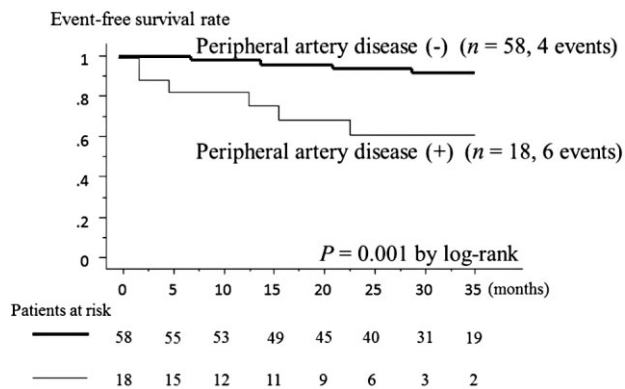 Event-free survival rate
Peripheral artery disease (-) (n = 58, 4 events)
1
.8
.6
Peripheral artery disease (+) (n = 18, 6 events)
.4
.2
P = 0.001 by log-rank
0
0 5 10 15 20 25 30 35 (months)
Patients at risk
58 55 53 49 45 40 31 19
18 15 12 11 9 6 3 2